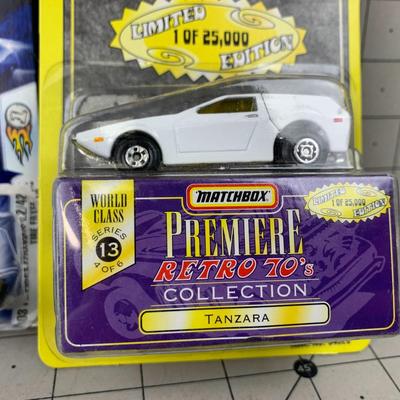 LIMITED
1 OF 25,000
EDITION
WORLD
CLASS
SERIES
13
4 OF 6
MATCHBOX
LIMITED
1 OF 25,000
EDITION
PREMIERE
RETRO 70's
COLLECTION
TANZARA